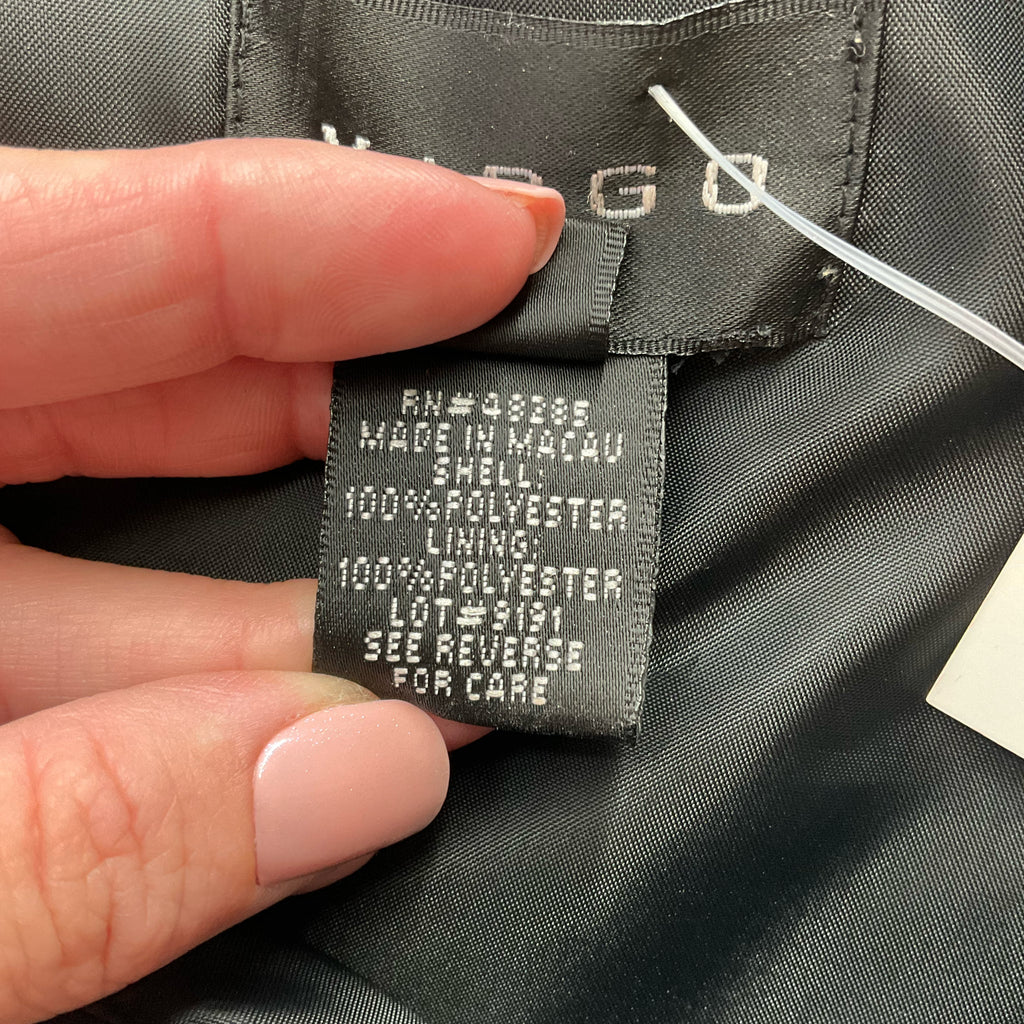 G O
MADE IN MACAU
SHELL:
100%POLYESTER
LINING:
100%POLYESTER
SEE REVERSE
FOR CARE